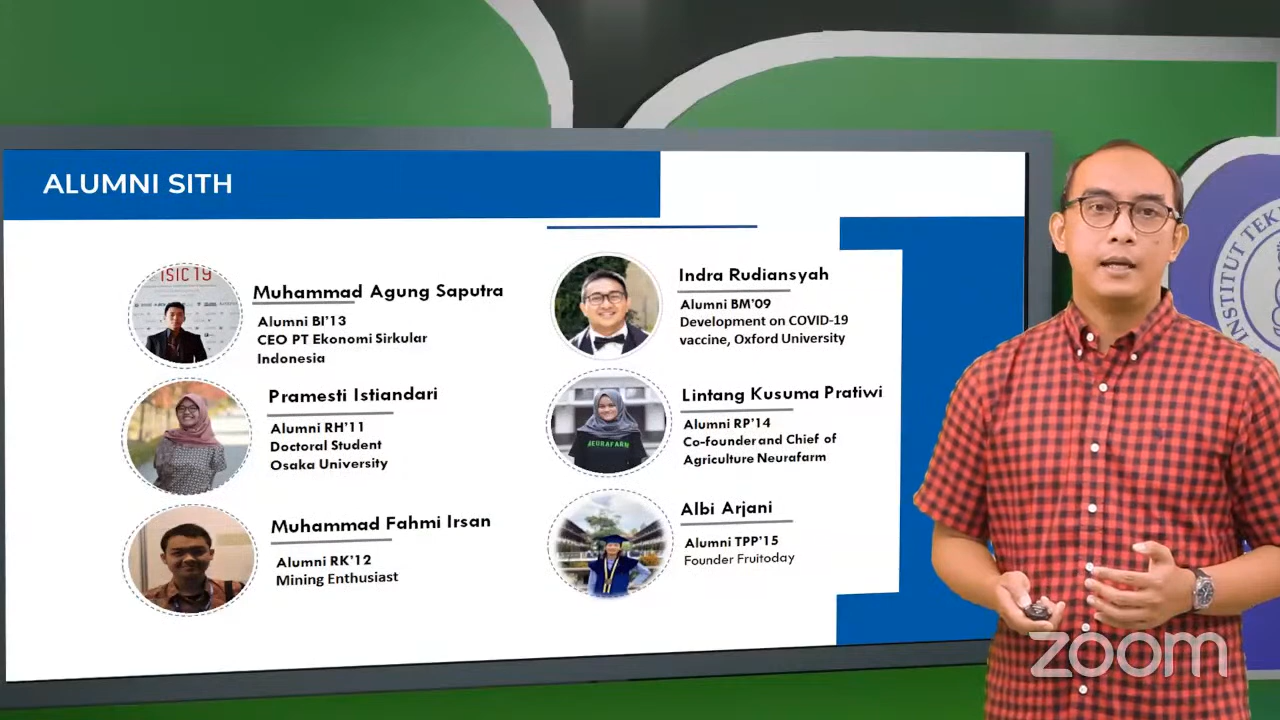 ALUMNI SITH
ISIC 19
Muhammad Agung Saputra
Alumni BI'13
CEO PT Ekonomi Sirkular
Indonesia
Pramesti Istiandari
Alumni RH'11
Doctoral Student
Osaka University
Muhammad Fahmi Irsan
Alumni RK'12
Mining Enthusiast
Indra Rudiansyah
Alumni BM'09
Development on COVID-19
vaccine, Oxford University
Lintang Kusuma Pratiwi
NEURAFARM
Alumni RP'14
Co-founder and Chief of
Agriculture Neurafarm
Albi Arjani
Alumni TPP'15
Founder Fruitoday
INSTITUT
zoom